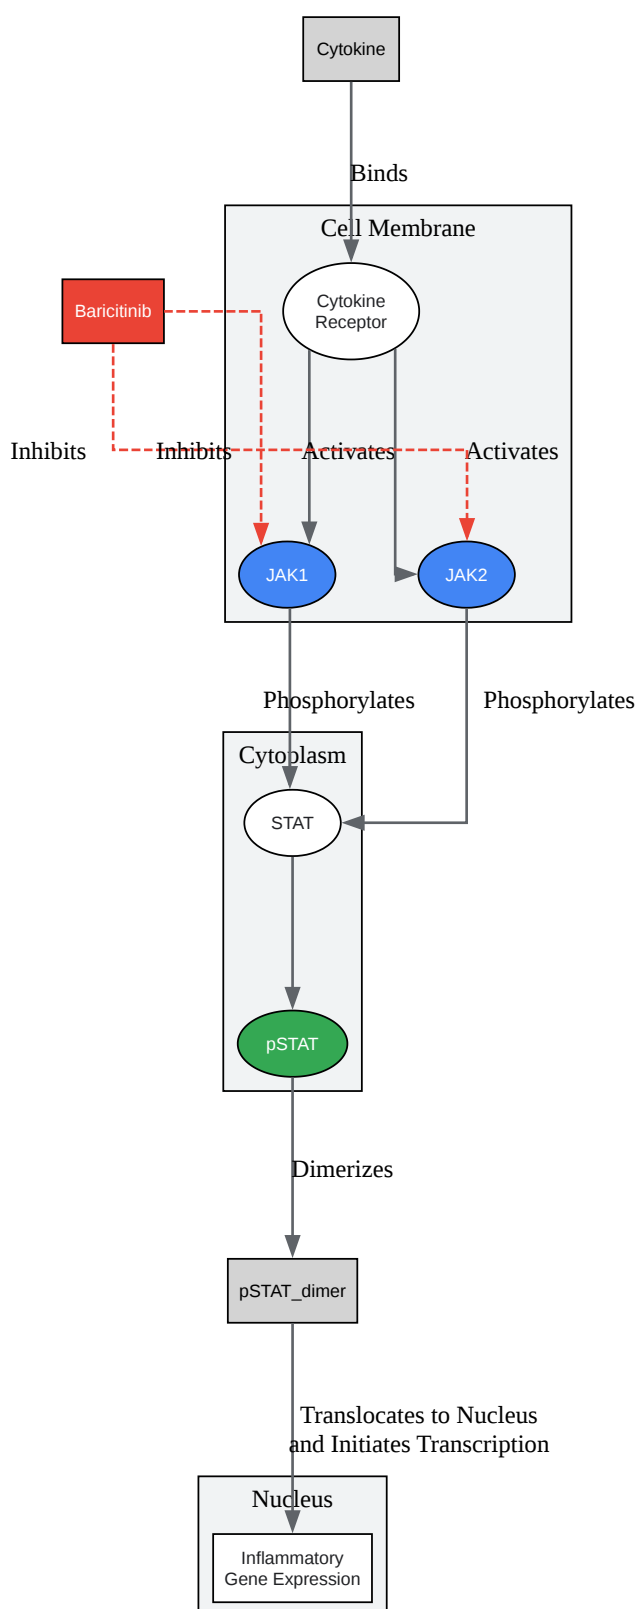 Cytokine
Binds
Cell Membrane
Cytokine
Receptor
Baricitinib
Inhibits
Inhibits
Activates
Activates
JAK1
JAK2
Phosphorylates
Phosphorylates
Cytoplasm
STAT
pSTAT
Dimerizes
pSTAT_dimer
Translocates to Nucleus
and Initiates Transcription
Nucleus
Inflammatory
Gene Expression